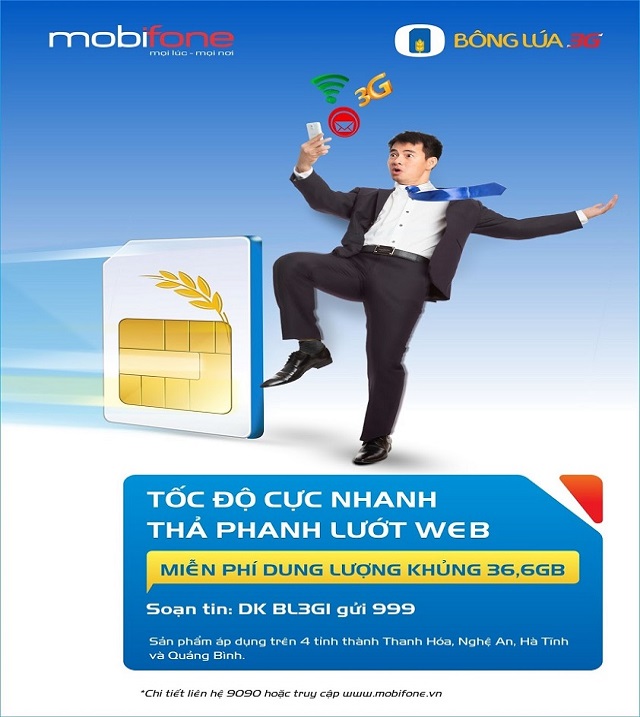 mobifone
mọi lúc - mọi nơi
BÔNG LÚA 3G
3G
TỐC ĐỘ CỰC NHANH
THẢ PHANH LƯỚT WEB
MIỄN PHÍ DUNG LƯỢNG KHỦNG 36,6GB
Soạn tin: DK BL3GI gửi 999
Sản phẩm áp dụng trên 4 tỉnh thành Thanh Hóa, Nghệ An, Hà Tĩnh
và Quảng Bình.
*Chi tiết liên hệ 9090 hoặc truy cập www.mobifone.vn